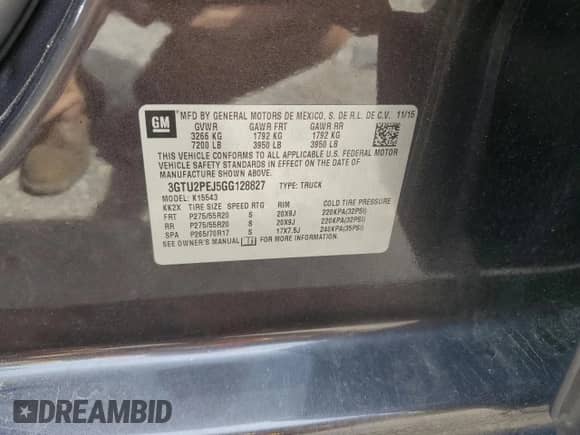 GM
MFD BY GENERAL MOTORS DE MEXICO, S. DE R.L. DE C.V. 11/15
GVWR GAWR FRT GAWR RR
3266 KG 1792 KG 1792 KG
7200 LB 3950 LB 3950 LB
THIS VEHICLE CONFORMS TO ALL APPLICABLE U.S. FEDERAL MOTOR
VEHICLE SAFETY STANDARDS IN EFFECT ON THE DATE OF
MANUFACTURE SHOWN ABOVE.
3GTU2PEJ5GG128827 TYPE: TRUCK
MODEL: K15543
KK2X TIRE SIZE SPEED RTG RIM COLD TIRE PRESSURE
FRT P275/55R20 S 20X9J 220KPA(32PSI)
RR P275/55R20 S 20X9J 220KPA(32PSI)
SPA P265/70R17 S 17X7.5J 240KPA(35PSI)
SEE OWNER'S MANUAL FOR MORE INFORMATION.
DREAMBID